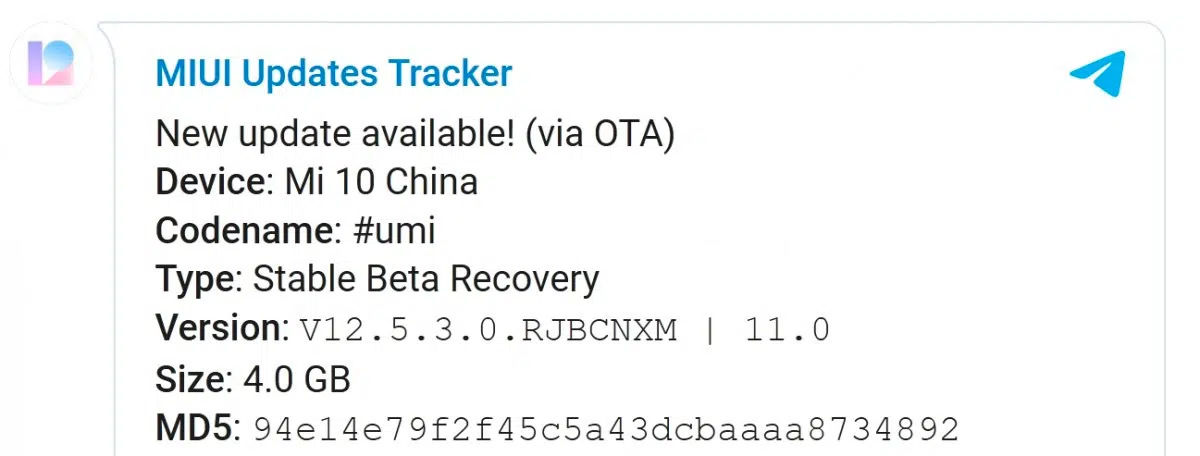 MIUI Updates Tracker
New update available! (via OTA)
Device: Mi 10 China
Codename: #umi
Type: Stable Beta Recovery
Version: V12.5.3.0.RJBCNXM | 11.0
Size: 4.0 GB
MD5: 94e14e79f2f45c5a43dcbaaaa8734892